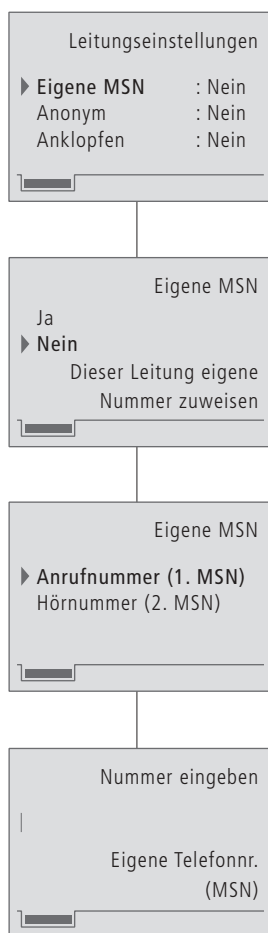 Leitungseinstellungen
Eigene MSN : Nein
Anonym : Nein
Anklopfen : Nein
Eigene MSN
Ja
Nein
Dieser Leitung eigene
Nummer zuweisen
Eigene MSN
Anrufnummer (1. MSN)
Hörnummer (2. MSN)
Nummer eingeben
Eigene Telefonnr.
(MSN)